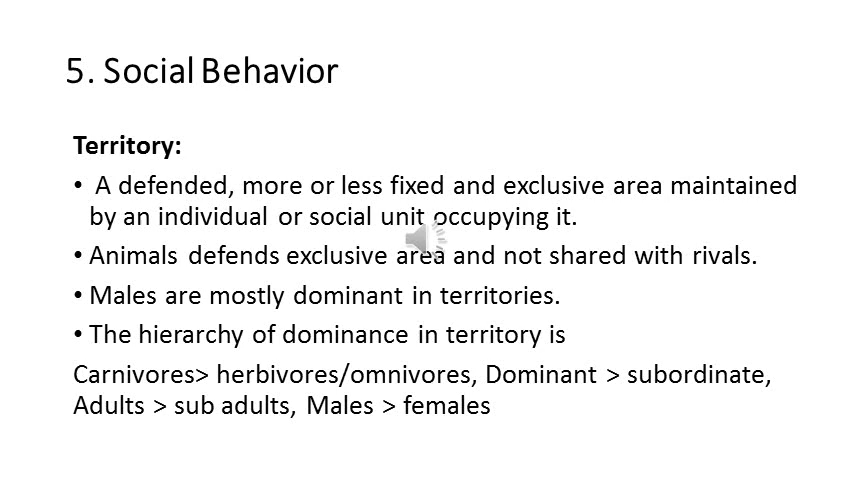 5. Social Behavior
Territory:
• A defended, more or less fixed and exclusive area maintained
by an individual or social unit occupying it.
• Animals defends exclusive area and not shared with rivals.
• Males are mostly dominant in territories.
• The hierarchy of dominance in territory is
Carnivores> herbivores/omnivores, Dominant > subordinate,
Adults > sub adults, Males > females